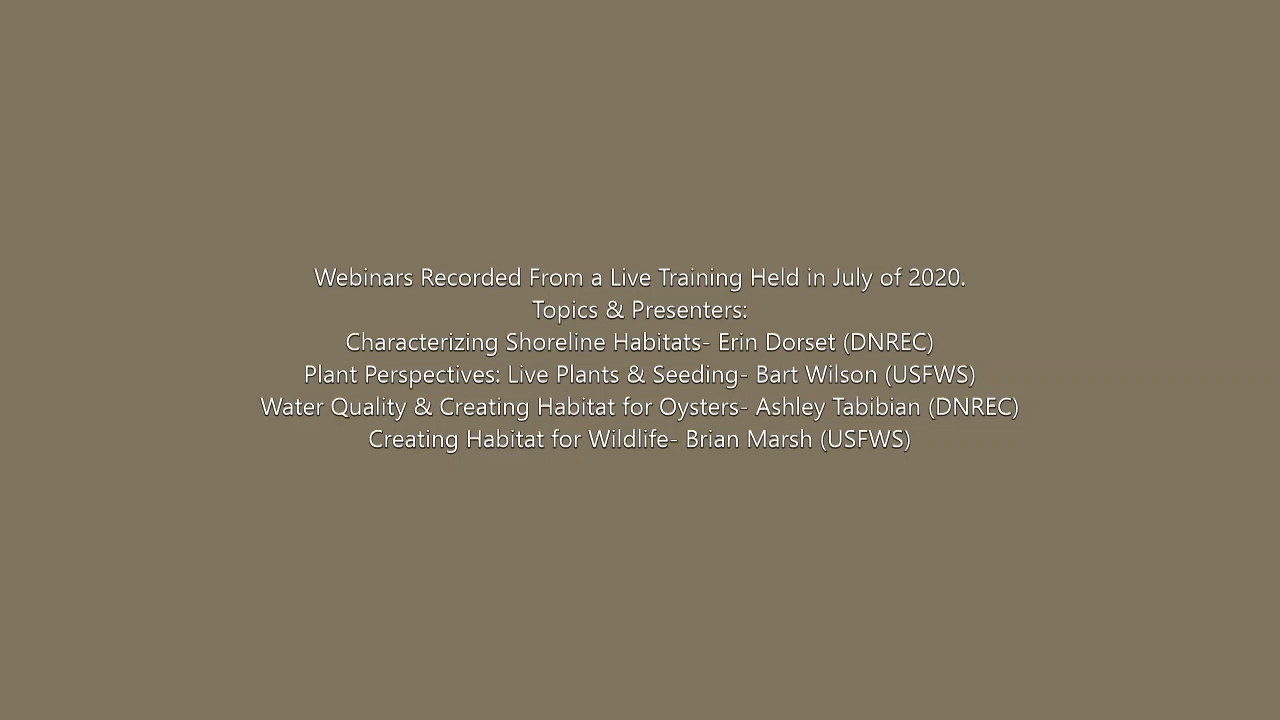 Webinars Recorded From a Live Training Held in July of 2020.
Topics & Presenters:
Characterizing Shoreline Habitats- Erin Dorset (DNREC)
Plant Perspectives: Live Plants & Seeding- Bart Wilson (USFWS)
Water Quality & Creating Habitat for Oysters- Ashley Tabibian (DNREC)
Creating Habitat for Wildlife- Brian Marsh (USFWS)